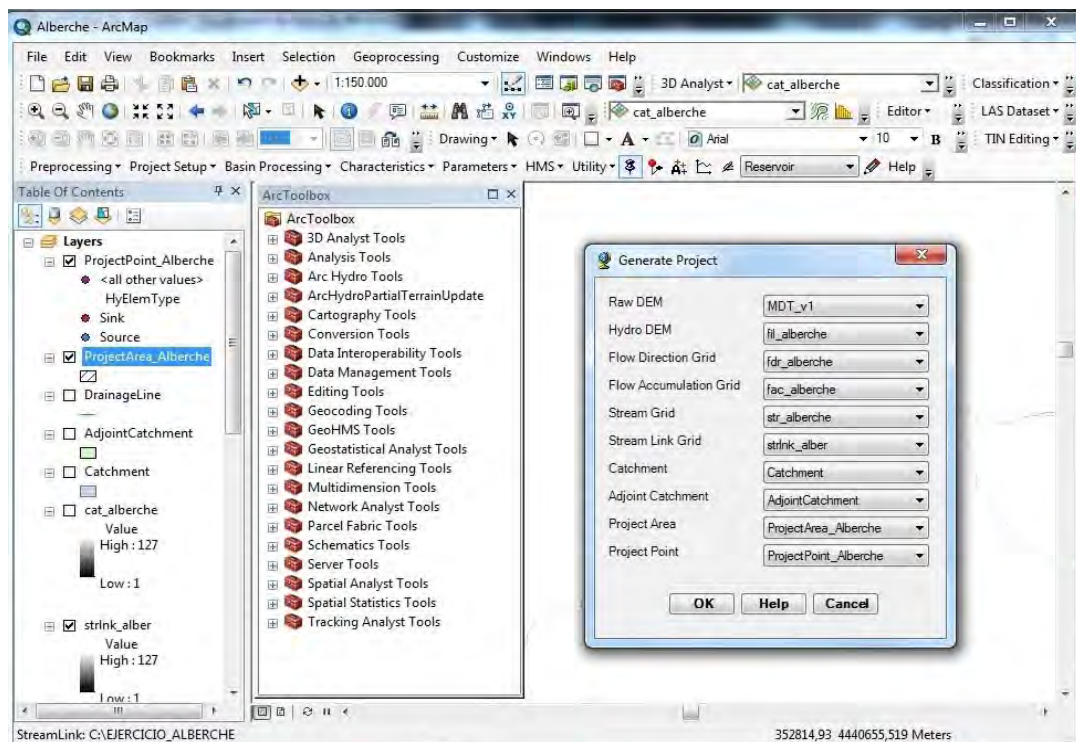 Alberche - ArcMap
File Edit View Bookmarks Insert Selection Geoprocessing Customize Windows Help
1:150.000 3D Analyst cat_alberche Classification
cat_alberche Editor LAS Dataset
Drawing A Arial 10 B TIN Editing
Preprocessing Project Setup Basin Processing Characteristics Parameters HMS Utility Reservoir Help
Table Of Contents
Layers
ProjectPoint_Alberche
<all other values>
HyElemType
Sink
Source
ProjectArea_Alberche
DrainageLine
AdjointCatchment
Catchment
cat_alberche
Value
High : 127
Low : 1
strlnk_alber
Value
High : 127
Low : 1
ArcToolbox
ArcToolbox
3D Analyst Tools
Analysis Tools
Arc Hydro Tools
ArcHydroPartialTerrainUpdate
Cartography Tools
Conversion Tools
Data Interoperability Tools
Data Management Tools
Editing Tools
Geocoding Tools
GeoHMS Tools
Geostatistical Analyst Tools
Linear Referencing Tools
Multidimension Tools
Network Analyst Tools
Parcel Fabric Tools
Schematics Tools
Server Tools
Spatial Analyst Tools
Spatial Statistics Tools
Tracking Analyst Tools
Generate Project
Raw DEM MDT_v1
Hydro DEM fil_alberche
Flow Direction Grid fdr_alberche
Flow Accumulation Grid fac_alberche
Stream Grid str_alberche
Stream Link Grid strlnk_alber
Catchment Catchment
Adjoint Catchment AdjointCatchment
Project Area ProjectArea_Alberche
Project Point ProjectPoint_Alberche
OK Help Cancel
StreamLink: C:\EJERCICIO_ALBERCHE 352814,93 4440655,519 Meters